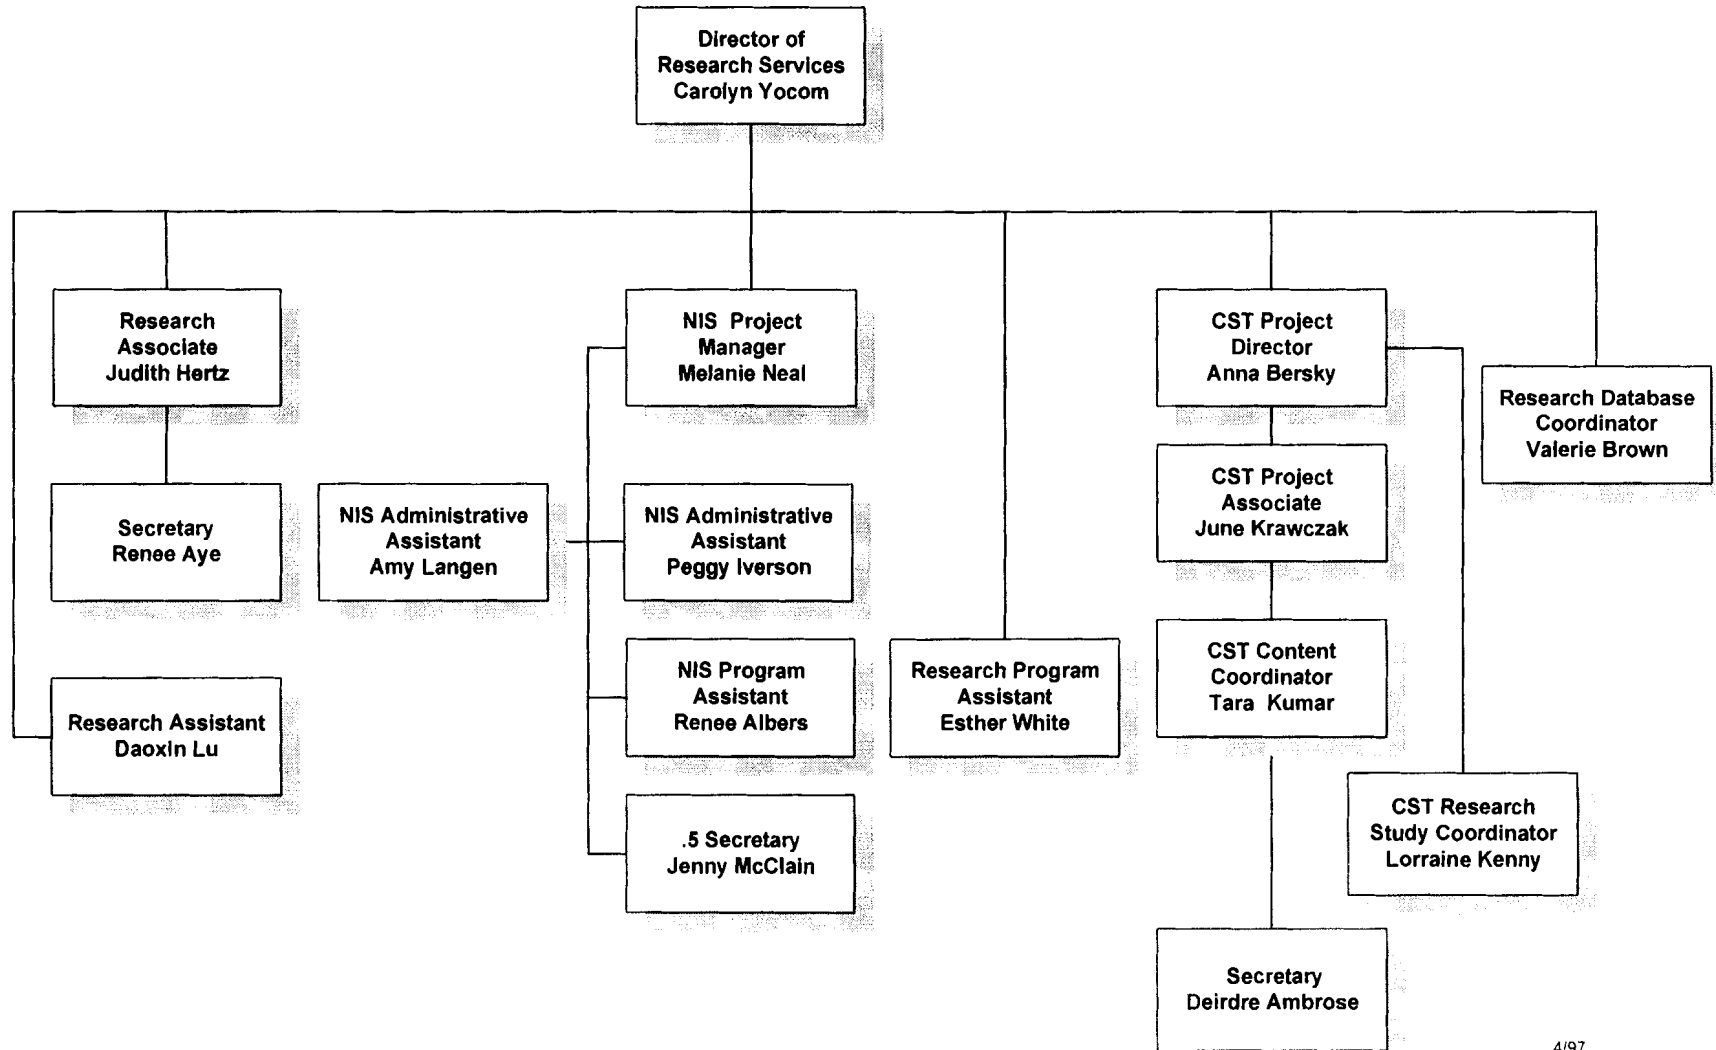 Director of
Research Services
Carolyn Yocom
Research
Associate
Judith Hertz
NIS Project
Manager
Melanie Neal
CST Project
Director
Anna Bersky
Research Database
Coordinator
Valerie Brown
Secretary
Renee Aye
NIS Administrative
Assistant
Amy Langen
NIS Administrative
Assistant
Peggy Iverson
CST Project
Associate
June Krawczak
Research Assistant
Daoxin Lu
NIS Program
Assistant
Renee Albers
Research Program
Assistant
Esther White
CST Content
Coordinator
Tara Kumar
.5 Secretary
Jenny McClain
CST Research
Study Coordinator
Lorraine Kenny
Secretary
Deirdre Ambrose
4/97